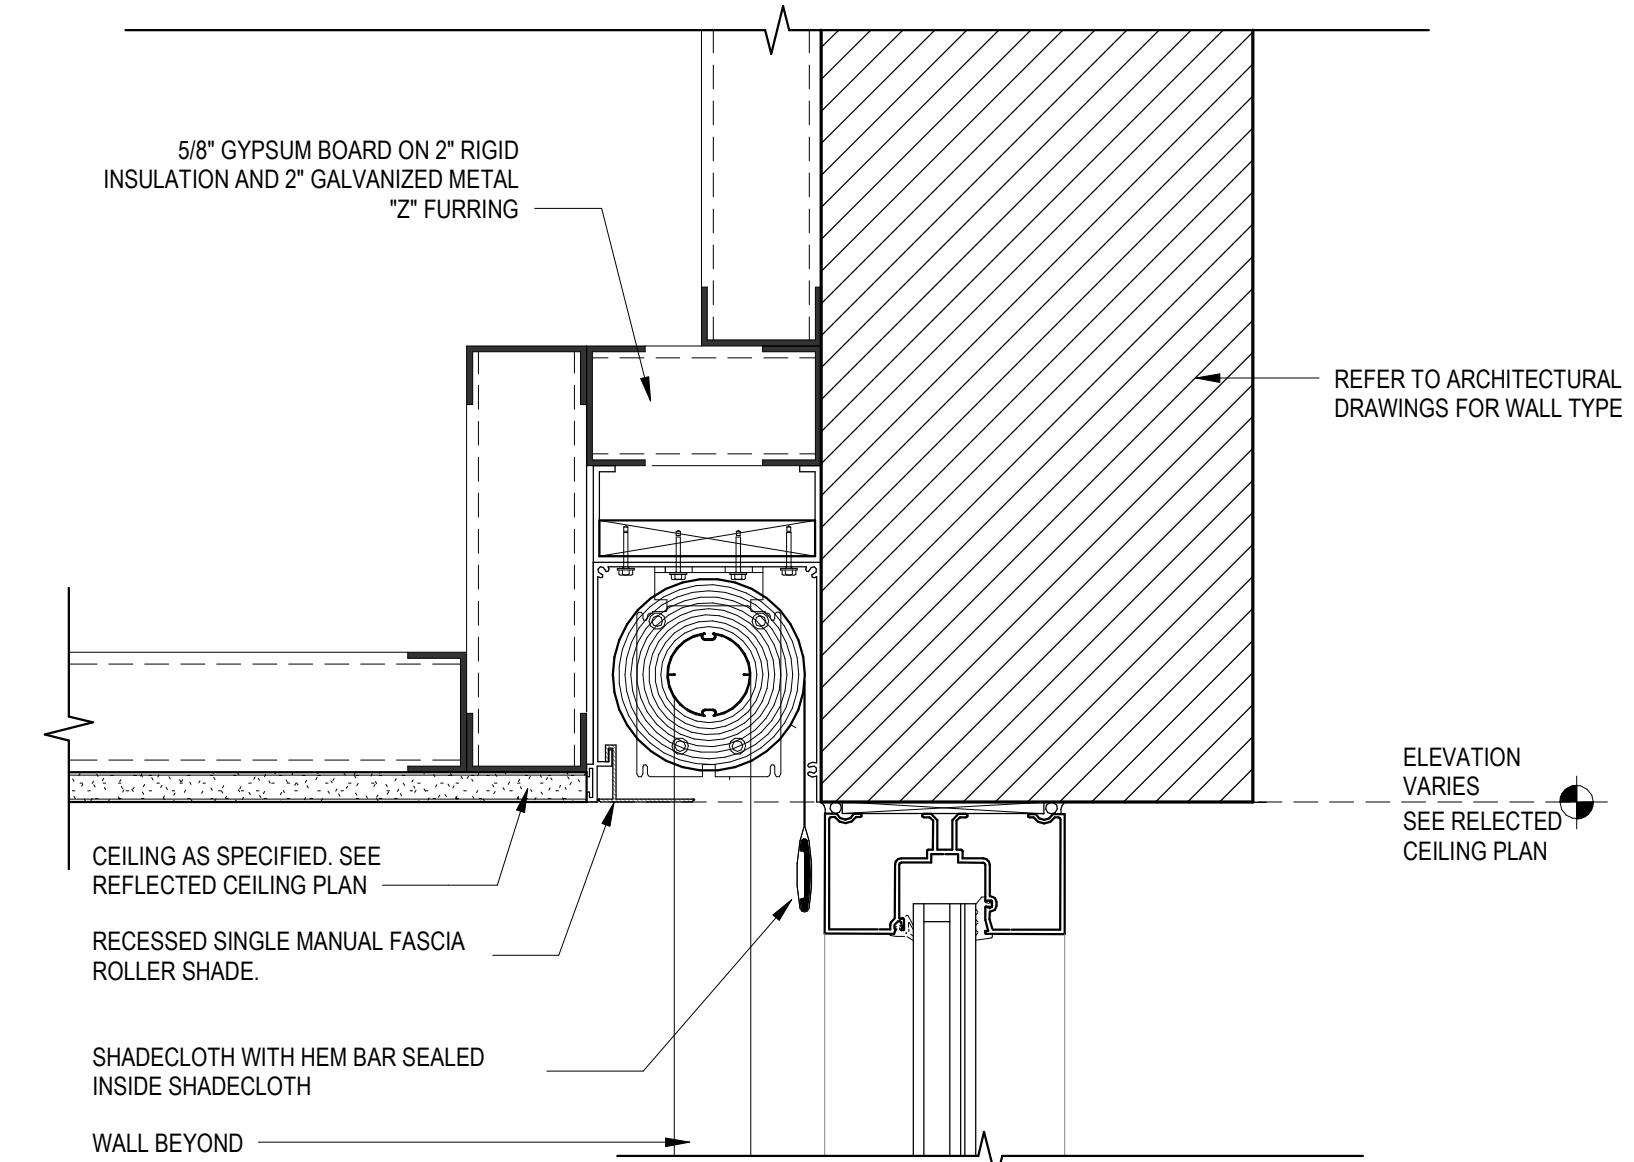 5/8" GYPSUM BOARD ON 2" RIGID
INSULATION AND 2" GALVANIZED METAL
"Z" FURRING
REFER TO ARCHITECTURAL
DRAWINGS FOR WALL TYPE
ELEVATION
VARIES
SEE RELECTED
CEILING PLAN
CEILING AS SPECIFIED. SEE
REFLECTED CEILING PLAN
RECESSED SINGLE MANUAL FASCIA
ROLLER SHADE.
SHADECLOTH WITH HEM BAR SEALED
INSIDE SHADECLOTH
WALL BEYOND